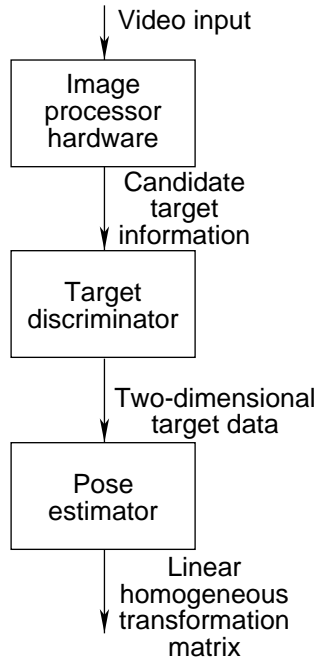 Video input
Image
processor
hardware
Candidate
target
information
Target
discriminator
Two-dimensional
target data
Pose
estimator
Linear
homogeneous
transformation
matrix